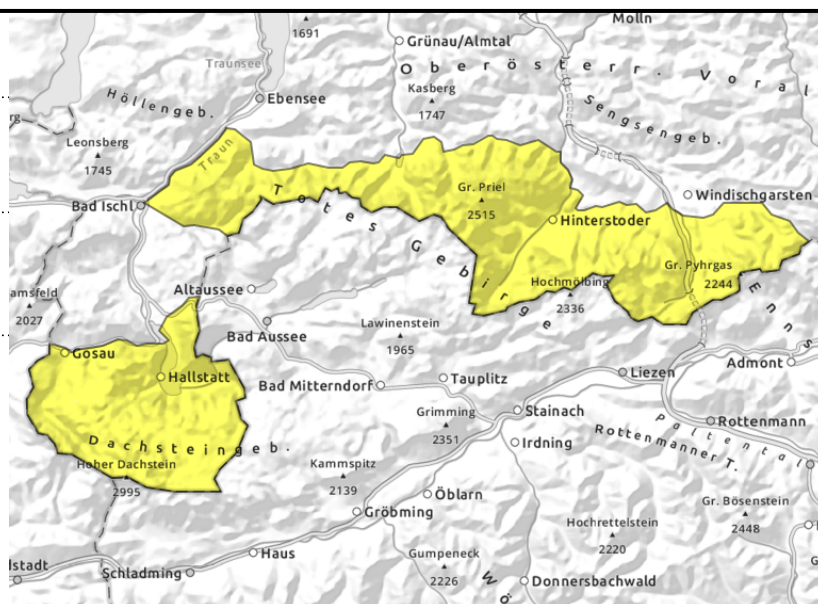 Molln
1691
Grünau/Almtal
Traunsee
Oberösterr. Voral
Kasberg
1747
Ebensee
Höllengeb.
Sengsengeb.
Leonsberg
1745
Traun
Totes Gebirge
Gr. Priel
2515
Windischgarsten
Bad Ischl
Hinterstoder
Gr. Pyhrgas
2244
Hochmölbing
2336
Enns
Altaussee
amsfeld
2027
Bad Aussee
Lawinenstein
1965
Gosau
Admont
Hallstatt
Bad Mitterndorf
Tauplitz
Liezen
Grimming
2351
Stainach
Rottenmann
Paltental
Rottenmanner T.
Irdning
Dachsteingeb.
Hoher Dachstein
2995
Kammspitz
2139
Öblarn
Gröbming
Gr. Bösenstein
2448
Hochrettelstein
2220
Haus
Gumpeneck
2226
lstadt
Schladming
Donnersbachwald
Wö